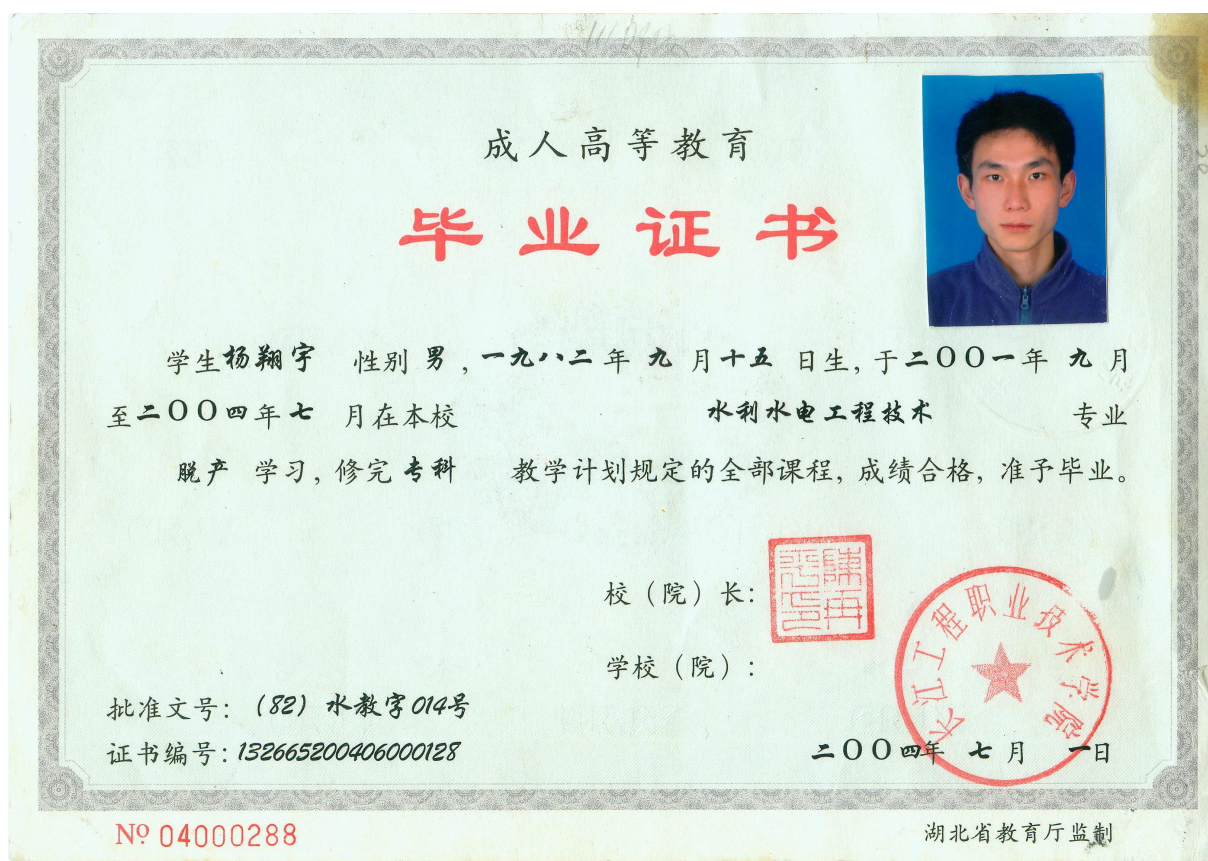 成人高等教育
毕业证书
学生杨翔宇 性别男,一九八二年九月十五日生,于二〇〇一年九月
至二〇〇四年七月在本校 水利水电工程技术 专业
脱产 学习,修完专科 教学计划规定的全部课程,成绩合格,准予毕业。
校(院)长:
陈再平印
学校(院):
长江工程职业技术学院
批准文号:(82)水教字014号
证书编号:132665200406000128
二〇〇四年七月一日
№ 04000288
湖北省教育厅监制